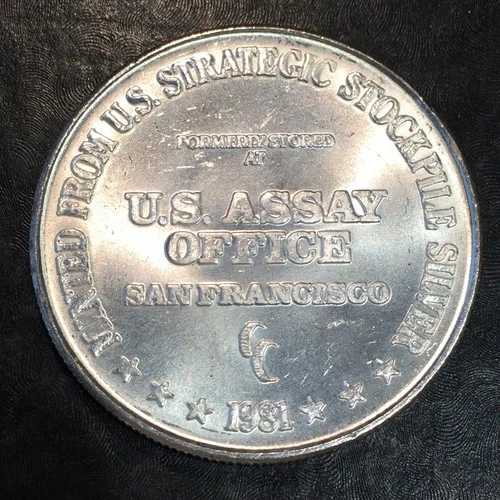 MINTED FROM U.S. STRATEGIC STOCKPILE SILVER
FORMERLY STORED
AT
U.S. ASSAY
OFFICE
SAN FRANCISCO
CC
1981